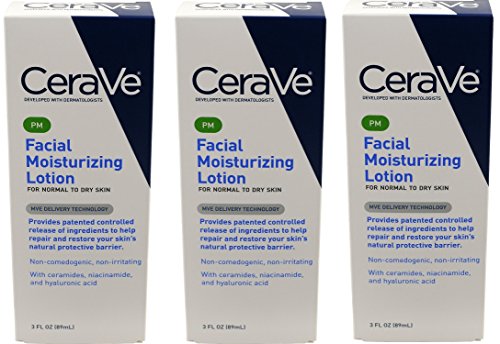 CeraVe®
DEVELOPED WITH DERMATOLOGISTS
PM
Facial
Moisturizing
Lotion
FOR NORMAL TO DRY SKIN
MVE DELIVERY TECHNOLOGY
Provides patented controlled
release of ingredients to help
repair and restore your skin's
natural protective barrier.
Non-comedogenic, non-irritating
With ceramides, niacinamide,
and hyaluronic acid
3 FL OZ (89mL)
CeraVe®
DEVELOPED WITH DERMATOLOGISTS
PM
Facial
Moisturizing
Lotion
FOR NORMAL TO DRY SKIN
MVE DELIVERY TECHNOLOGY
Provides patented controlled
release of ingredients to help
repair and restore your skin's
natural protective barrier.
Non-comedogenic, non-irritating
With ceramides, niacinamide,
and hyaluronic acid
3 FL OZ (89mL)
CeraVe®
DEVELOPED WITH DERMATOLOGISTS
PM
Facial
Moisturizing
Lotion
FOR NORMAL TO DRY SKIN
MVE DELIVERY TECHNOLOGY
Provides patented controlled
release of ingredients to help
repair and restore your skin's
natural protective barrier.
Non-comedogenic, non-irritating
With ceramides, niacinamide,
and hyaluronic acid
3 FL OZ (89mL)